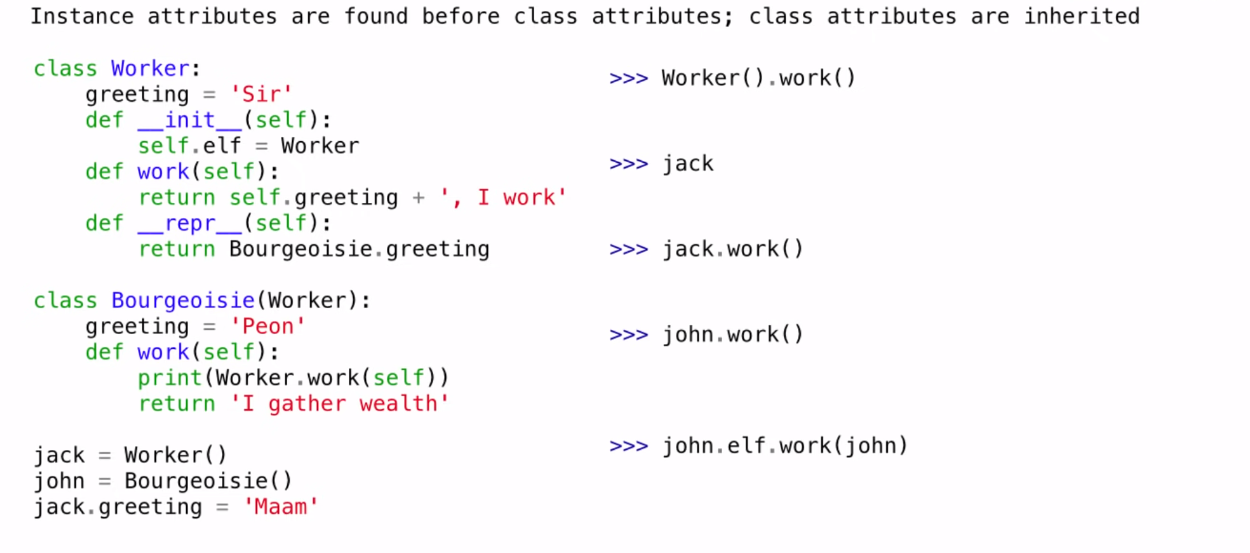 Instance attributes are found before class attributes; class attributes are inherited
class Worker:
    greeting = 'Sir'
    def __init__(self):
        self.elf = Worker
    def work(self):
        return self.greeting + ', I work'
    def __repr__(self):
        return Bourgeoisie.greeting

class Bourgeoisie(Worker):
    greeting = 'Peon'
    def work(self):
        print(Worker.work(self))
        return 'I gather wealth'

jack = Worker()
john = Bourgeoisie()
jack.greeting = 'Maam'

>>> Worker().work()
>>> jack
>>> jack.work()
>>> john.work()
>>> john.elf.work(john)